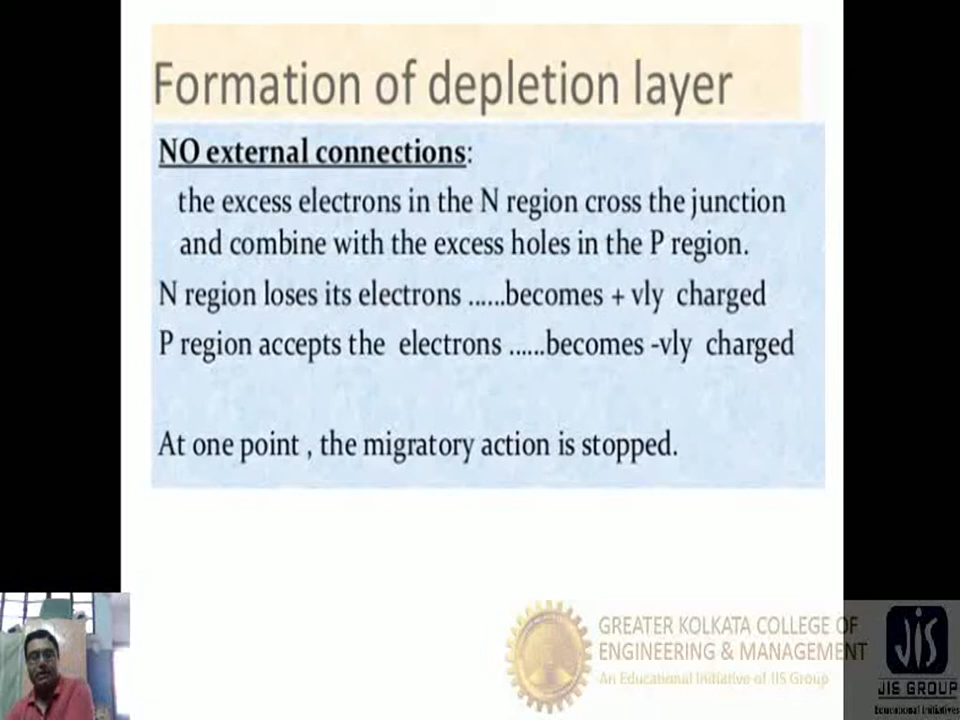 Formation of depletion layer
NO external connections:
the excess electrons in the N region cross the junction
and combine with the excess holes in the P region.
N region loses its electrons ......becomes + vly charged
P region accepts the electrons ......becomes -vly charged
At one point , the migratory action is stopped.
GREATER KOLKATA COLLEGE OF
ENGINEERING & MANAGEMENT
An Educational Initiative of JIS Group
JIS
JIS GROUP
Educational Initiatives